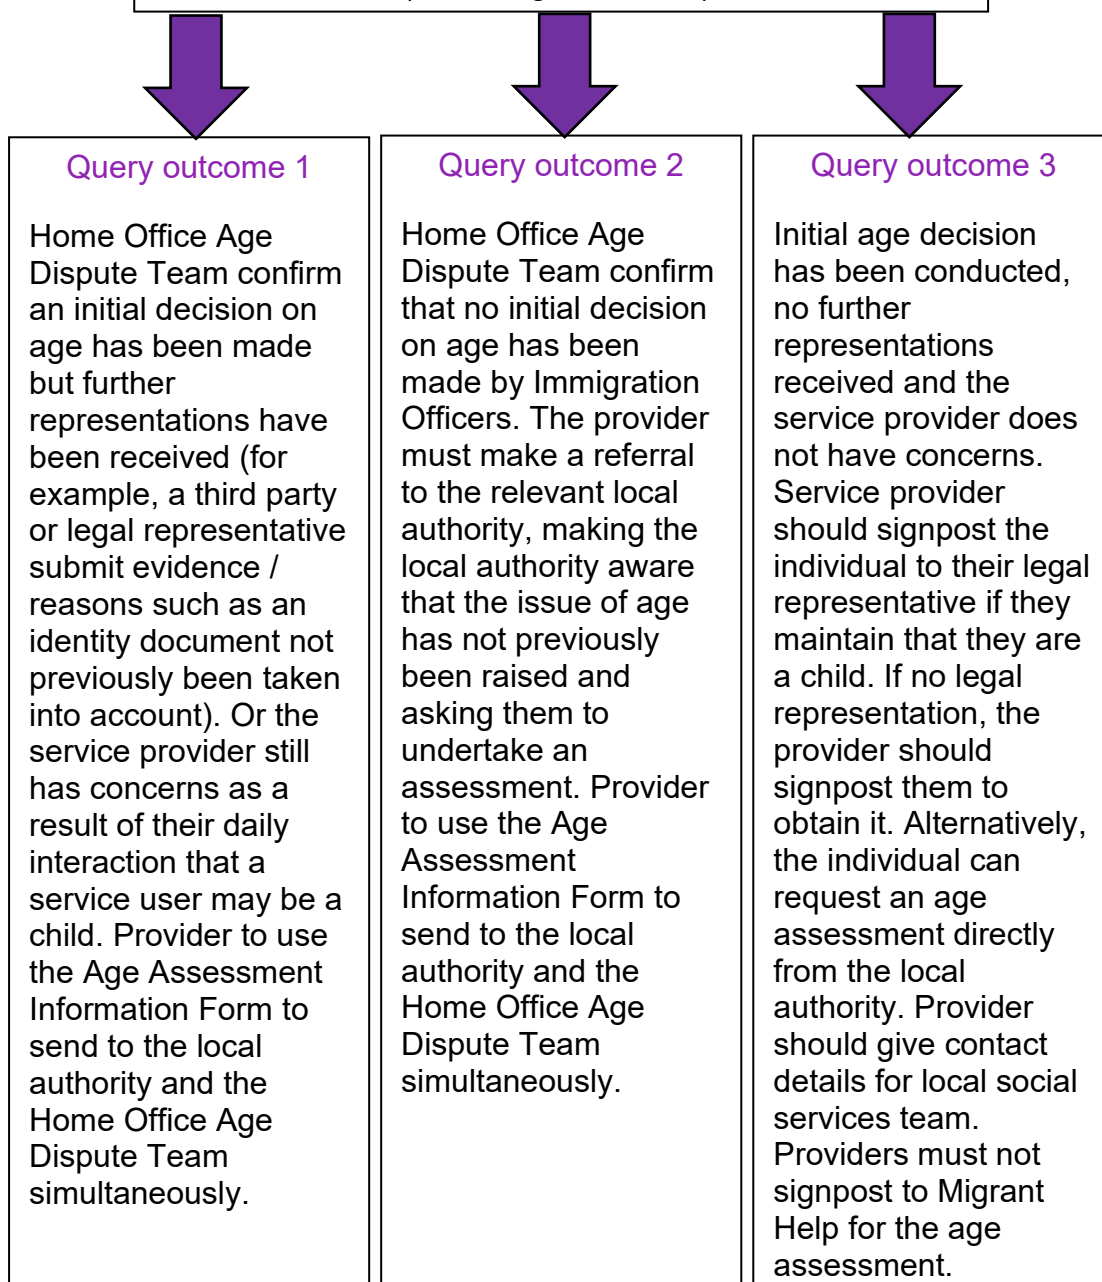 Query outcome 1
Home Office Age
Dispute Team confirm
an initial decision on
age has been made
but further
representations have
been received (for
example, a third party
or legal representative
submit evidence /
reasons such as an
identity document not
previously been taken
into account). Or the
service provider still
has concerns as a
result of their daily
interaction that a
service user may be a
child. Provider to use
the Age Assessment
Information Form to
send to the local
authority and the
Home Office Age
Dispute Team
simultaneously.
Query outcome 2
Home Office Age
Dispute Team confirm
that no initial decision
on age has been
made by Immigration
Officers. The provider
must make a referral
to the relevant local
authority, making the
local authority aware
that the issue of age
has not previously
been raised and
asking them to
undertake an
assessment. Provider
to use the Age
Assessment
Information Form to
send to the local
authority and the
Home Office Age
Dispute Team
simultaneously.
Query outcome 3
Initial age decision
has been conducted,
no further
representations
received and the
service provider does
not have concerns.
Service provider
should signpost the
individual to their legal
representative if they
maintain that they are
a child. If no legal
representation, the
provider should
signpost them to
obtain it. Alternatively,
the individual can
request an age
assessment directly
from the local
authority. Provider
should give contact
details for local social
services team.
Providers must not
signpost to Migrant
Help for the age
assessment.